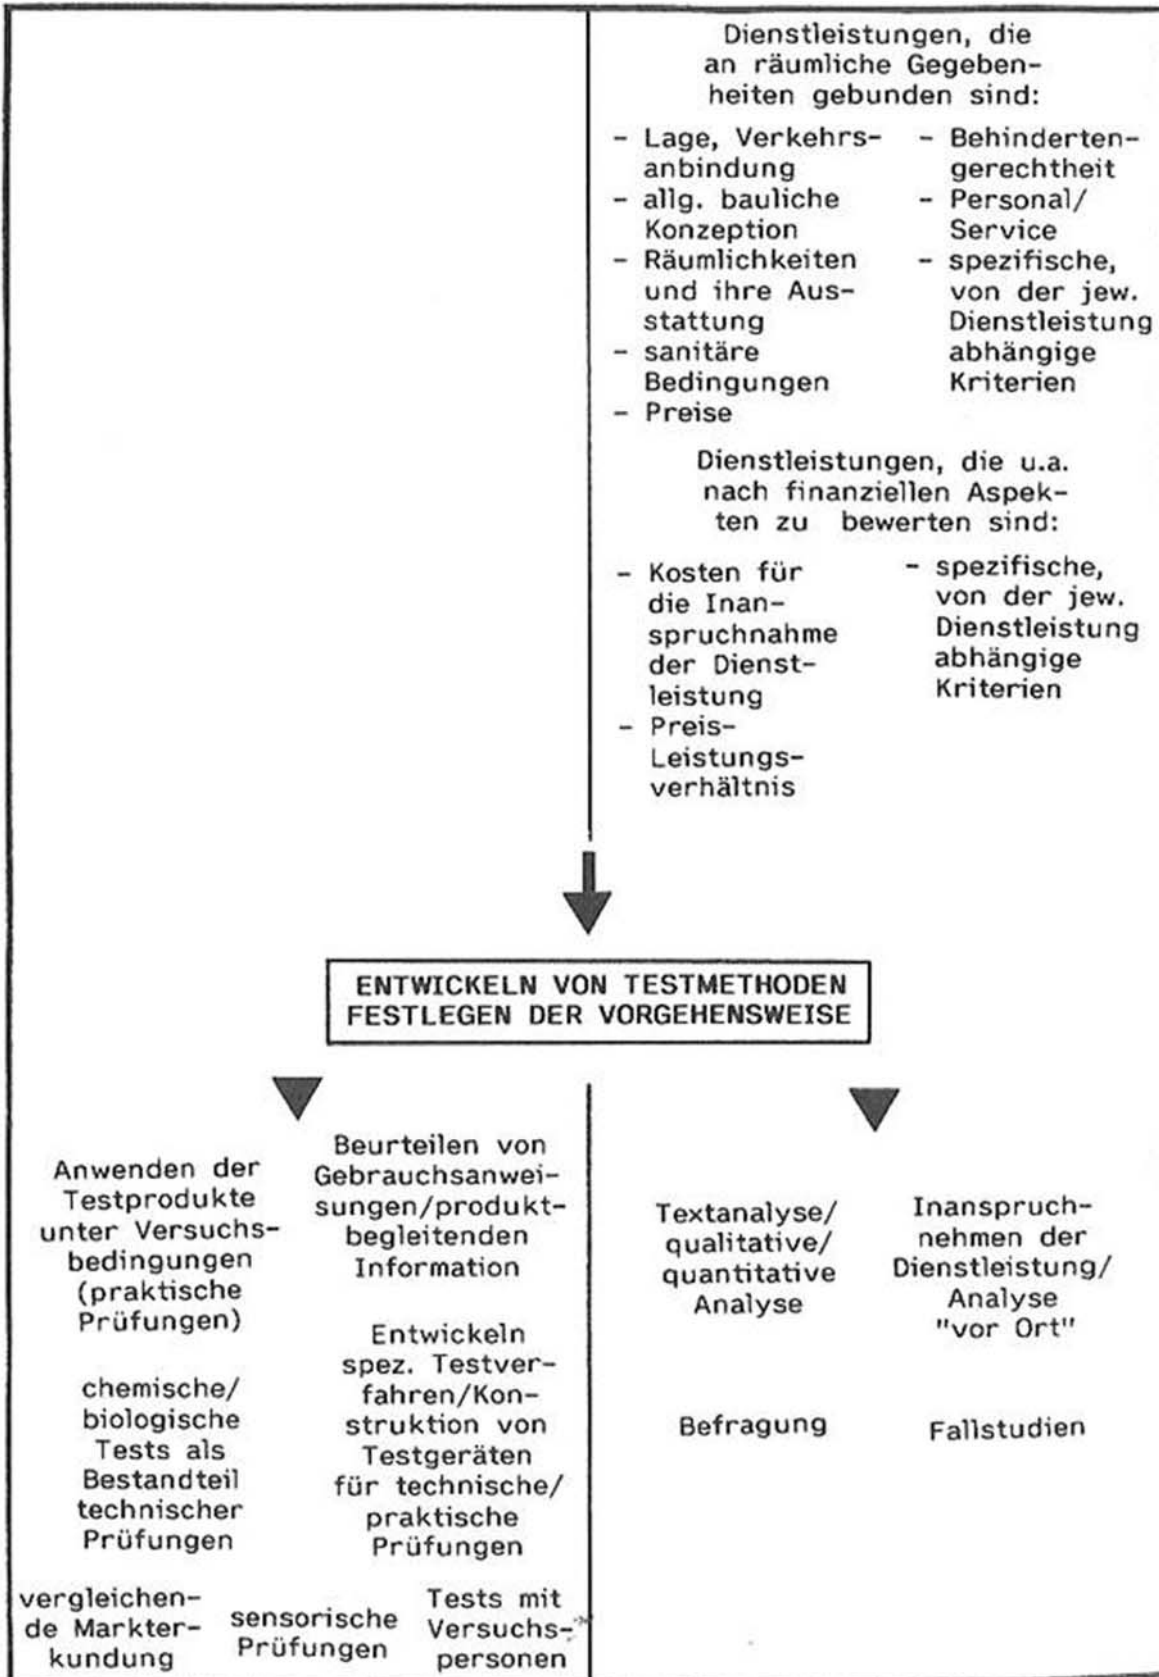 Dienstleistungen, die
an räumliche Gegeben-
heiten gebunden sind:
- Lage, Verkehrs-
anbindung
- allg. bauliche
Konzeption
- Räumlichkeiten
und ihre Aus-
stattung
- sanitäre
Bedingungen
- Preise
- Behinderten-
gerechtheit
- Personal/
Service
- spezifische,
von der jew.
Dienstleistung
abhängige
Kriterien
Dienstleistungen, die u.a.
nach finanziellen Aspek-
ten zu bewerten sind:
- Kosten für
die Inan-
spruchnahme
der Dienst-
leistung
- Preis-
Leistungs-
verhältnis
- spezifische,
von der jew.
Dienstleistung
abhängige
Kriterien
ENTWICKELN VON TESTMETHODEN
FESTLEGEN DER VORGEHENSWEISE
Anwenden der
Testprodukte
unter Versuchs-
bedingungen
(praktische
Prüfungen)
Beurteilen von
Gebrauchsanwei-
sungen/produkt-
begleitenden
Information
chemische/
biologische
Tests als
Bestandteil
technischer
Prüfungen
Entwickeln
spez. Testver-
fahren/Kon-
struktion von
Testgeräten
für technische/
praktische
Prüfungen
vergleichen-
de Markter-
kundung
sensorische
Prüfungen
Tests mit
Versuchs-
personen
Textanalyse/
qualitative/
quantitative
Analyse
Inanspruch-
nehmen der
Dienstleistung/
Analyse
"vor Ort"
Befragung
Fallstudien